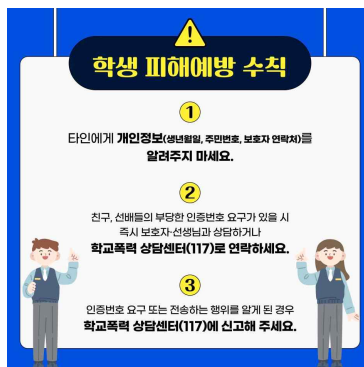 학생 피해예방 수칙
1
타인에게 개인정보(생년월일, 주민번호, 보호자 연락처)를
알려주지 마세요.
2
친구, 선배들의 부당한 인증번호 요구가 있을 시
즉시 보호자·선생님과 상담하거나
학교폭력 상담센터(117)로 연락하세요.
3
인증번호 요구 또는 전송하는 행위를 알게 된 경우
학교폭력 상담센터(117)에 신고해 주세요.